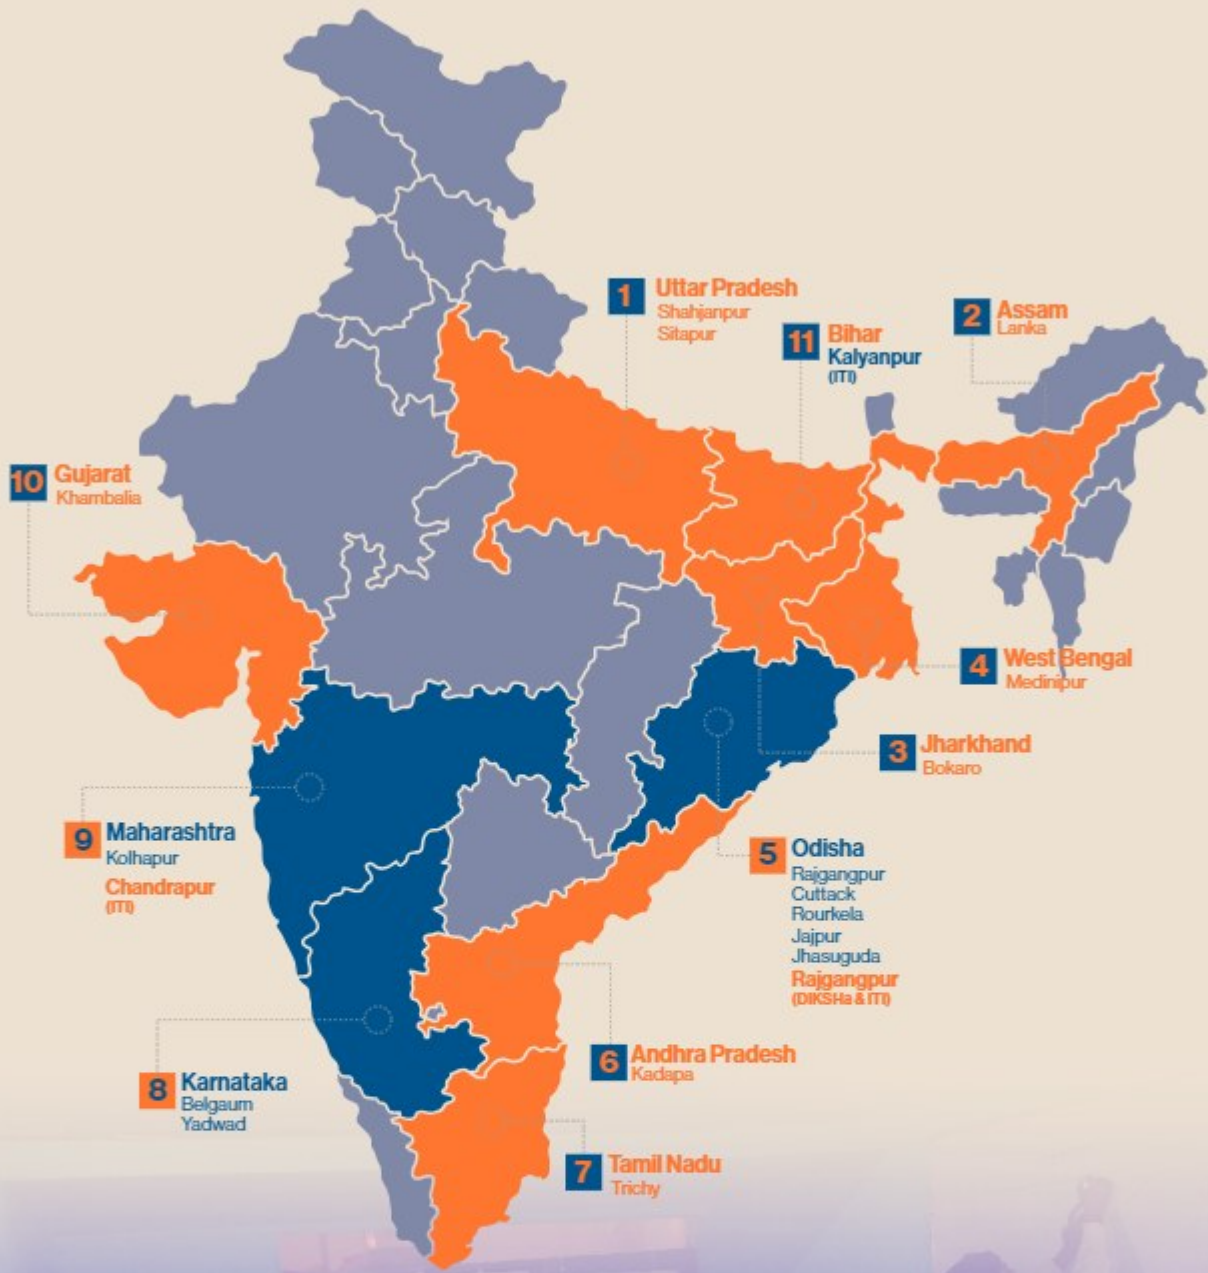 1 Uttar Pradesh
Shahjanpur
Sitapur
11 Bihar
Kalyanpur
(ITI)
2 Assam
Lanka
10 Gujarat
Khambalia
4 West Bengal
Medinipur
3 Jharkhand
Bokaro
9 Maharashtra
Kolhapur
Chandrapur
(ITI)
5 Odisha
Rajgangpur
Cuttack
Rourkela
Jajpur
Jhasuguda
Rajgangpur
(DIKSHa & ITI)
6 Andhra Pradesh
Kadapa
8 Karnataka
Belgaum
Yadwad
7 Tamil Nadu
Trichy